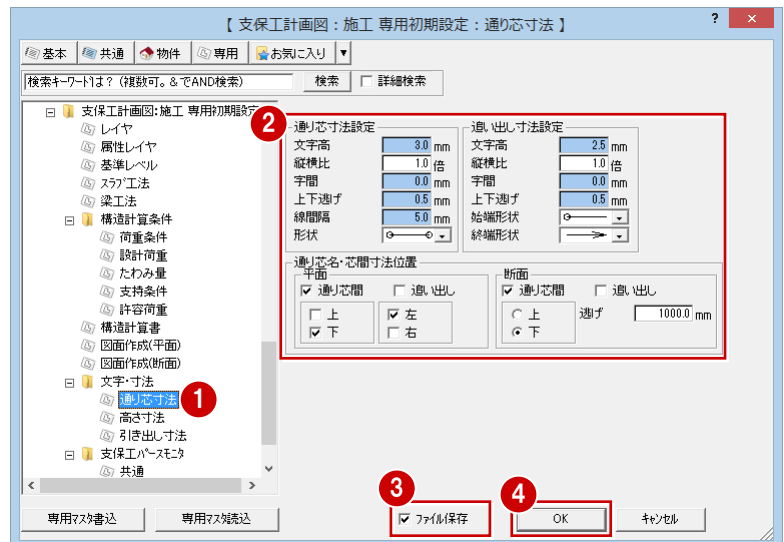 【 支保工計画図：施工 専用初期設定：通り芯寸法 】
? ×
基本 共通 物件 専用 お気に入り ▼
検索キーワードは？（複数可。& でAND検索） 検索 詳細検索
支保工計画図:施工 専用初期設定
レイヤ
属性レイヤ
基準レベル
スラブ工法
梁工法
構造計算条件
荷重条件
設計荷重
たわみ量
支持条件
許容荷重
構造計算書
図面作成(平面)
図面作成(断面)
文字・寸法
通り芯寸法
1
高さ寸法
引き出し寸法
支保工パースモニタ
共通
2
通り芯寸法設定
文字高 3.0 mm
縦横比 1.0 倍
字間 0.0 mm
上下逃げ 0.5 mm
線間隔 5.0 mm
形状
追い出し寸法設定
文字高 2.5 mm
縦横比 1.0 倍
字間 0.0 mm
上下逃げ 0.5 mm
始端形状
終端形状
通り芯名・芯間寸法位置
平面
通り芯間 追い出し
上 左
下 右
断面
通り芯間 追い出し
上 逃げ 1000.0 mm
下
3
4
専用マスタ書込 専用マスタ読込 ファイル保存 OK キャンセル